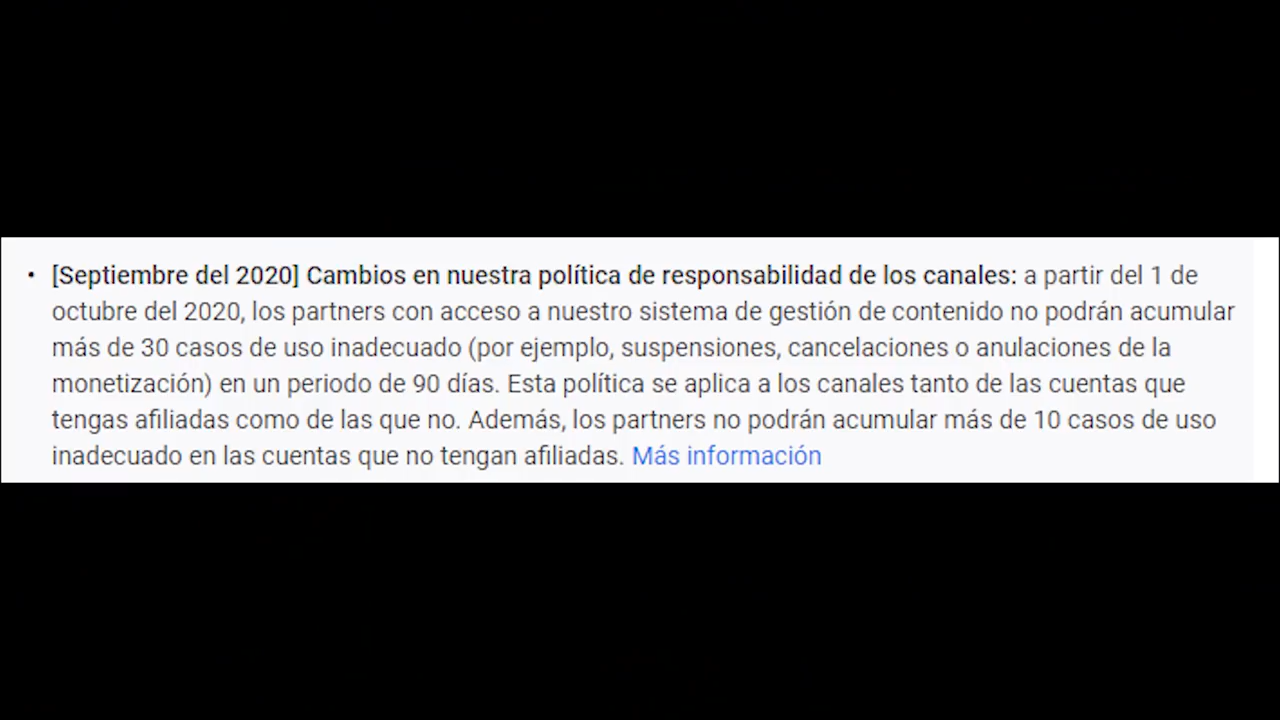 • [Septiembre del 2020] Cambios en nuestra política de responsabilidad de los canales: a partir del 1 de
octubre del 2020, los partners con acceso a nuestro sistema de gestión de contenido no podrán acumular
más de 30 casos de uso inadecuado (por ejemplo, suspensiones, cancelaciones o anulaciones de la
monetización) en un periodo de 90 días. Esta política se aplica a los canales tanto de las cuentas que
tengas afiliadas como de las que no. Además, los partners no podrán acumular más de 10 casos de uso
inadecuado en las cuentas que no tengan afiliadas. Más información